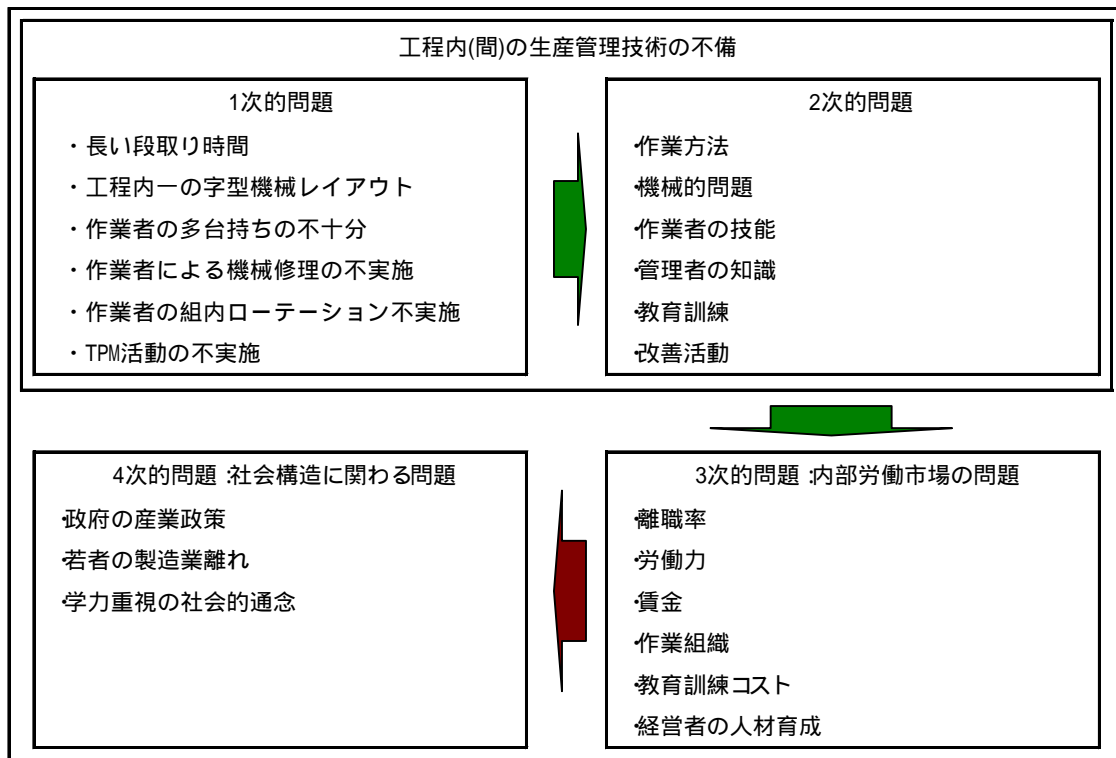 工程内(間)の生産管理技術の不備
1次的問題
・長い段取り時間
・工程内一の字型機械レイアウト
・作業者の多台持ちの不十分
・作業者による機械修理の不実施
・作業者の組内ローテーション不実施
・TPM活動の不実施
2次的問題
・作業方法
・機械的問題
・作業者の技能
・管理者の知識
・教育訓練
・改善活動
3次的問題:内部労働市場の問題
・離職率
・労働力
・賃金
・作業組織
・教育訓練コスト
・経営者の人材育成
4次的問題:社会構造に関わる問題
・政府の産業政策
・若者の製造業離れ
・学力重視の社会的通念